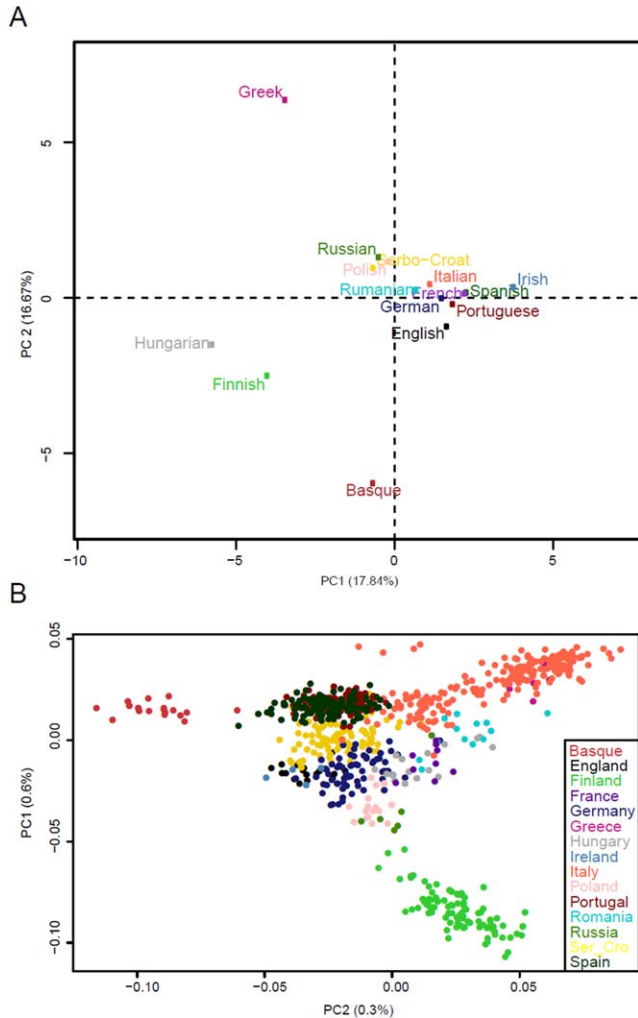 A
Greek
5
Russian
Serbo-Croat
Polish
Italian
Irish
Rumanian
French
Spanish
0
German
Portuguese
English
Hungarian
Finnish
-5
Basque
PC 2 (16.67%)
-10
-5
0
5
PC1 (17.84%)
B
0.05
0.00
-0.05
-0.10
PC1 (0.6%)
Basque
England
Finland
France
Germany
Greece
Hungary
Ireland
Italy
Poland
Portugal
Romania
Russia
Ser_Cro
Spain
-0.10
-0.05
0.00
0.05
PC2 (0.3%)